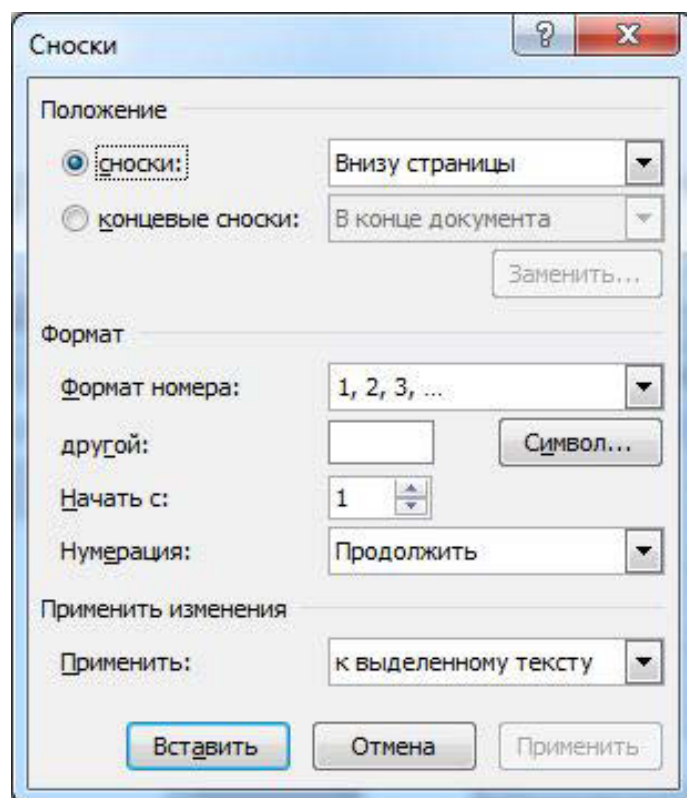 Сноски
Положение
сноски: Внизу страницы
концевые сноски: В конце документа
Заменить...
Формат
Формат номера: 1, 2, 3, ...
другой: Символ...
Начать с: 1
Нумерация: Продолжить
Применить изменения
Применить: к выделенному тексту
Вставить Отмена Применить